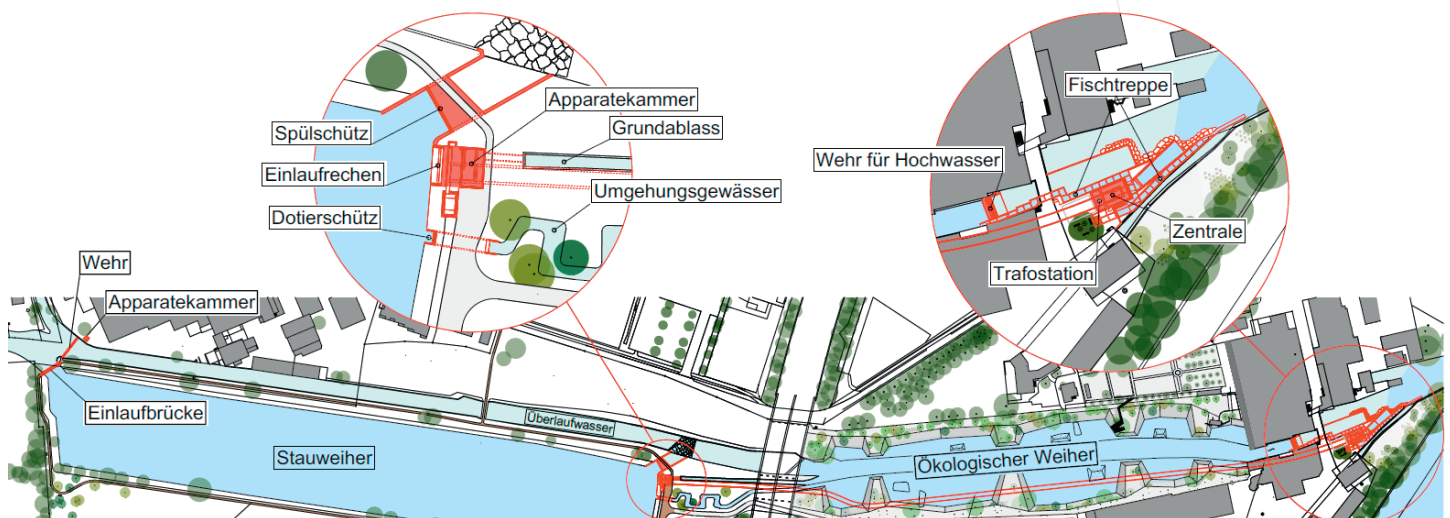 Apparatekammer
Spülschütz
Grundablass
Einlaufrechen
Umgehungsgewässer
Dotierschütz
Fischtreppe
Wehr für Hochwasser
Zentrale
Trafostation
Wehr
Apparatekammer
Einlaufbrücke
Stauweiher
Überlaufwasser
Ökologischer Weiher